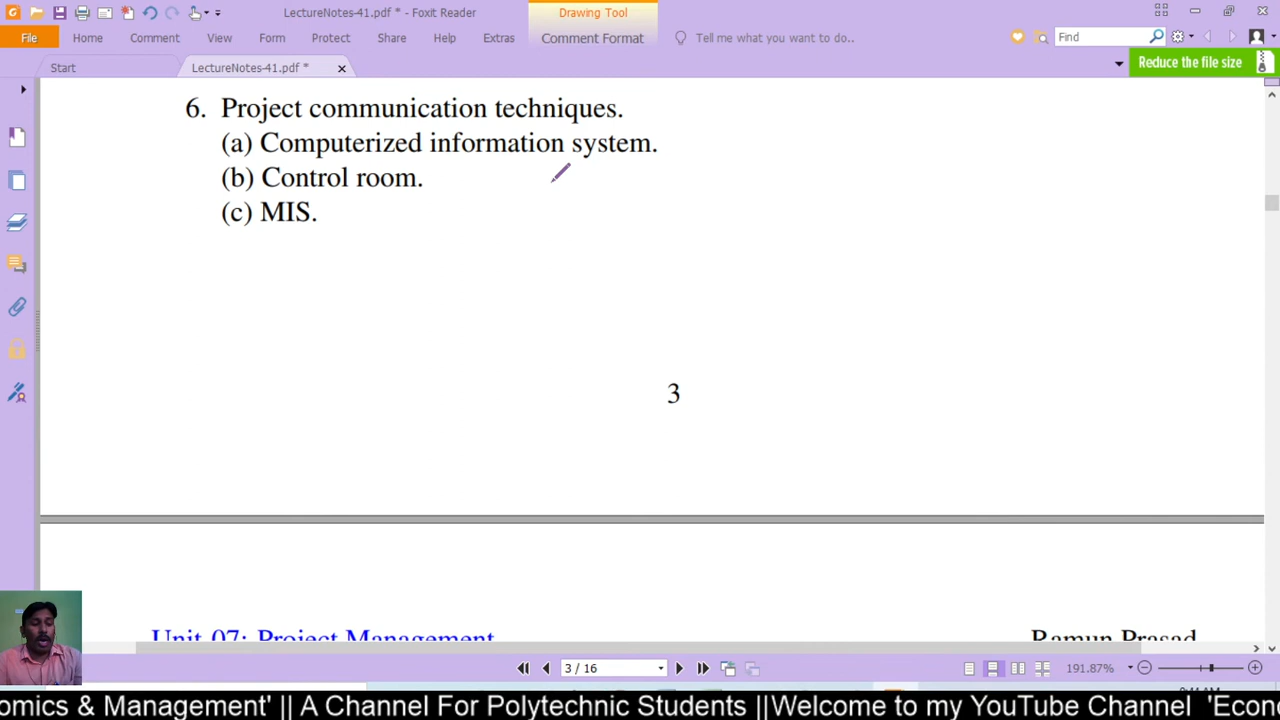 LectureNotes-41.pdf * - Foxit Reader
Drawing Tool
File Home Comment View Form Protect Share Help Extras Comment Format Tell me what you want to do.. Find
Start LectureNotes-41.pdf * Reduce the file size
6. Project communication techniques.
(a) Computerized information system.
(b) Control room.
(c) MIS.
3
Unit 07: Project Management Ramun Prasad
3 / 16 191.87%
omics & Management' || A Channel For Polytechnic Students ||Welcome to my YouTube Channel 'Econo